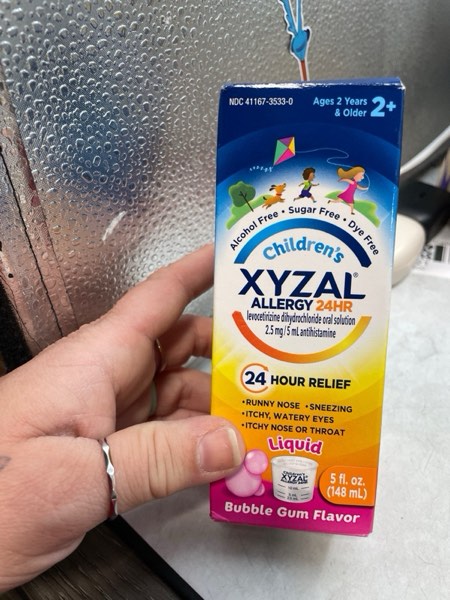 NDC 41167-3533-0
Ages 2 Years
& Older 2+
Alcohol Free • Sugar Free • Dye Free
Children's
XYZAL®
ALLERGY 24HR
levocetirizine dihydrochloride oral solution
2.5 mg/5 mL antihistamine
24 HOUR RELIEF
•RUNNY NOSE •SNEEZING
•ITCHY, WATERY EYES
•ITCHY NOSE OR THROAT
Liquid
CHILDREN'S
XYZAL
5 fl. oz.
(148 mL)
Bubble Gum Flavor